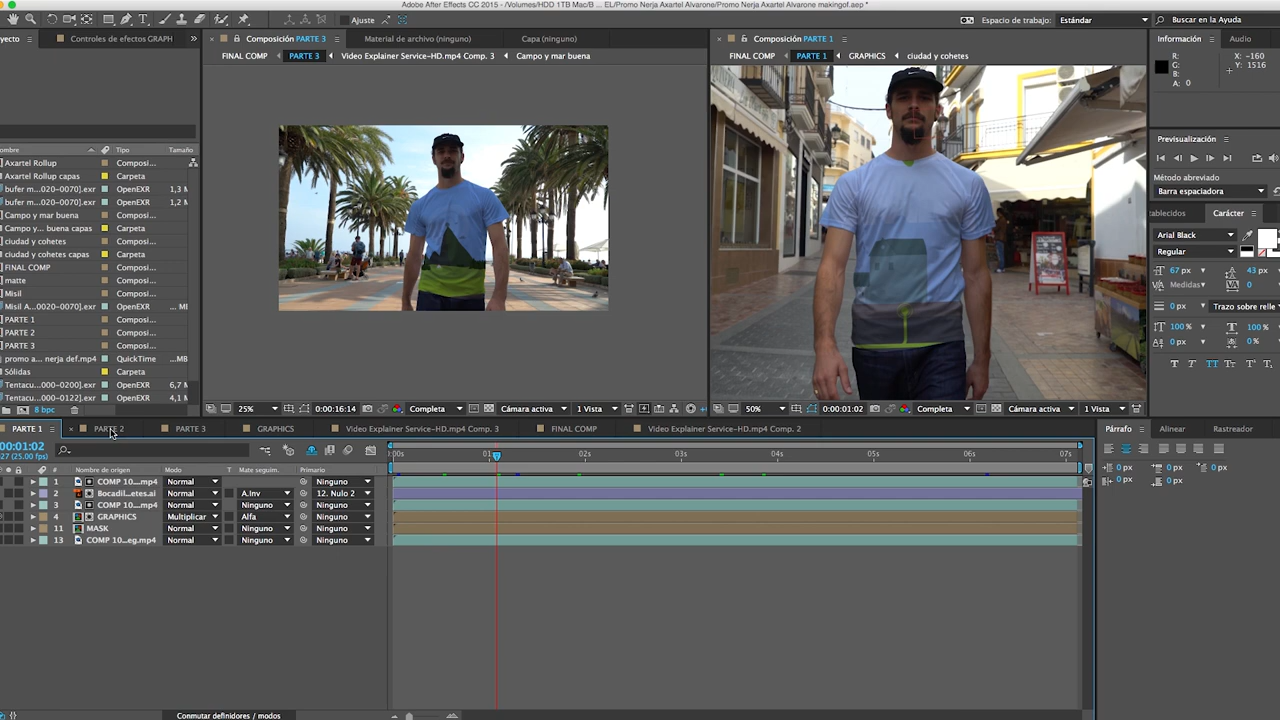 Adobe After Effects CC 2015 - /Volumes/HDD 1TB Mac/B ... EL/Promo Nerja Axartel Alvarone/Promo Nerja Axartel Alvarone makingof.aep *
Ajuste
Espacio de trabajo: Estándar
Buscar en la Ayuda
yecto
Controles de efectos GRAPH
Composición PARTE 3
Material de archivo (ninguno)
Capa (ninguno)
Composición PARTE 1
Información
Audio
FINAL COMP
PARTE 3
Video Explainer Service-HD.mp4 Comp. 3
Campo y mar buena
FINAL COMP
PARTE 1
GRAPHICS
ciudad y cohetes
R:
G:
B:
A: 0
X: -160
Y: 1516
ombre
Tipo
Tamaño
Axartel Rollup Composi...
Axartel Rollup capas Carpeta
bufer m...020-0070].exr OpenEXR 1,3 M
bufer m...020-0070].exr OpenEXR 1,2 M
Campo y mar buena Composi...
Campo y... buena capas Carpeta
ciudad y cohetes Composi...
ciudad y cohetes capas Carpeta
FINAL COMP Composi...
matte Composi...
Misil Composi...
Misil A...0020-0070].exr OpenEXR
PARTE 1 Composi...
PARTE 2 Composi...
PARTE 3 Composi...
promo a... nerja def.mp4 QuickTime ...MB
Sólidas Carpeta
Tentacu...000-0200].exr OpenEXR 6,7 M
Tentacu...000-0122].exr OpenEXR 4,1 M
8 bpc
Previsualización
Método abreviado
Barra espaciadora
tablecidos
Carácter
Arial Black
Regular
67 px
43 px
Medidas
0
0 px
Trazo sobre relle
100 %
100 %
0 px
0 %
25%
0:00:16:14
Completa
Cámara activa
1 Vista
50%
0:00:01:02
Completa
Cámara activa
1 Vista
PARTE 1
PARTE 2
PARTE 3
GRAPHICS
Video Explainer Service-HD.mp4 Comp. 3
FINAL COMP
Video Explainer Service-HD.mp4 Comp. 2
Párrafo
Alinear
Rastreador
0 px
0 px
0 px
0 px
0 px
:00:01:02
27 (25.00 fps)
:00s
01
02s
03s
04s
05s
06s
07s
#
Nombre de origen
Modo
T
Mate seguim.
Primario
1 COMP 10....mp4 Normal Ninguno
2 Bocadil...etes.ai Normal A.Inv 12. Nulo 2
3 COMP 10....mp4 Normal Ninguno Ninguno
4 GRAPHICS Multiplicar Alfa Ninguno
11 MASK Normal Ninguno Ninguno
13 COMP 10...eg.mp4 Normal Ninguno Ninguno
Conmutar definidores / modos